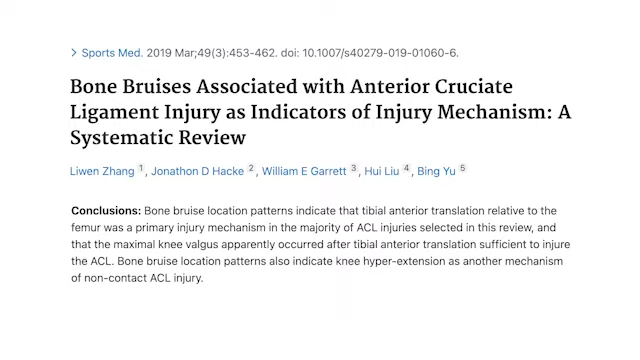 > Sports Med. 2019 Mar;49(3):453-462. doi: 10.1007/s40279-019-01060-6.
Bone Bruises Associated with Anterior Cruciate
Ligament Injury as Indicators of Injury Mechanism: A
Systematic Review
Liwen Zhang 1, Jonathon D Hacke 2, William E Garrett 3, Hui Liu 4, Bing Yu 5
Conclusions: Bone bruise location patterns indicate that tibial anterior translation relative to the
femur was a primary injury mechanism in the majority of ACL injuries selected in this review, and
that the maximal knee valgus apparently occurred after tibial anterior translation sufficient to injure
the ACL. Bone bruise location patterns also indicate knee hyper-extension as another mechanism
of non-contact ACL injury.